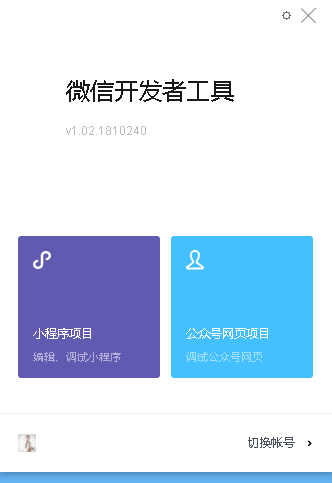 微信开发者工具
v1.02.1810240
小程序项目
编辑、调试小程序
公众号网页项目
调试公众号网页
切换帐号